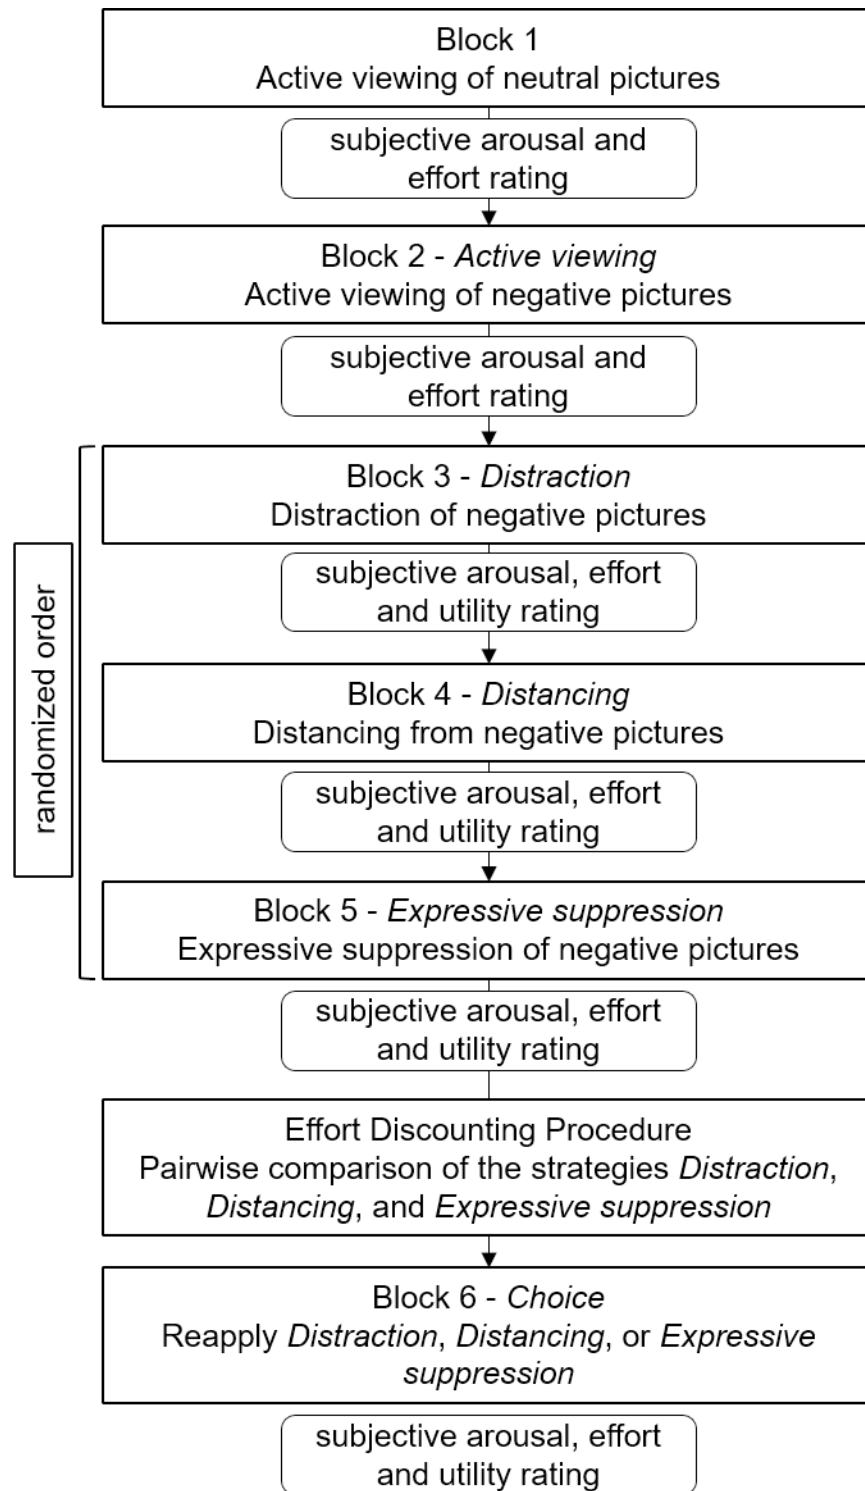 Block 1
Active viewing of neutral pictures
subjective arousal and
effort rating
Block 2 - Active viewing
Active viewing of negative pictures
subjective arousal and
effort rating
randomized order
Block 3 - Distraction
Distraction of negative pictures
subjective arousal, effort
and utility rating
Block 4 - Distancing
Distancing from negative pictures
subjective arousal, effort
and utility rating
Block 5 - Expressive suppression
Expressive suppression of negative pictures
subjective arousal, effort
and utility rating
Effort Discounting Procedure
Pairwise comparison of the strategies Distraction,
Distancing, and Expressive suppression
Block 6 - Choice
Reapply Distraction, Distancing, or Expressive
suppression
subjective arousal, effort
and utility rating